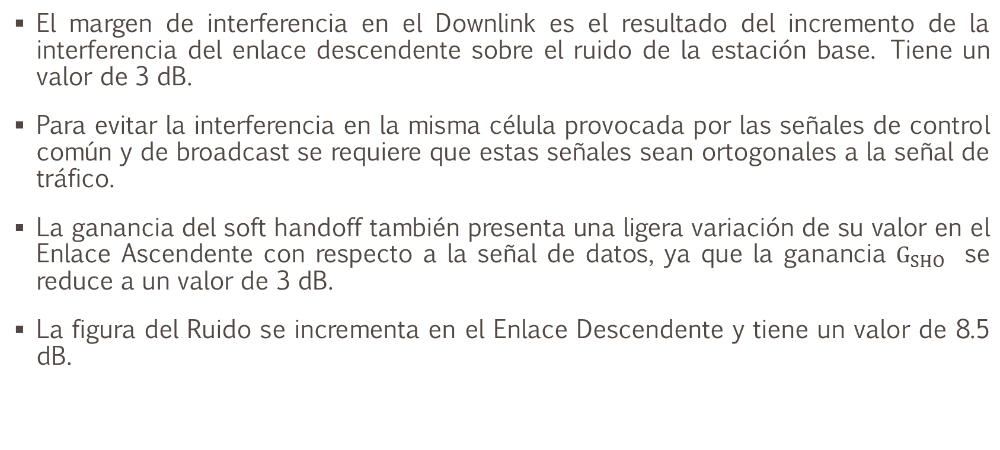 ▪ El margen de interferencia en el Downlink es el resultado del incremento de la
interferencia del enlace descendente sobre el ruido de la estación base. Tiene un
valor de 3 dB.
▪ Para evitar la interferencia en la misma célula provocada por las señales de control
común y de broadcast se requiere que estas señales sean ortogonales a la señal de
tráfico.
▪ La ganancia del soft handoff también presenta una ligera variación de su valor en el
Enlace Ascendente con respecto a la señal de datos, ya que la ganancia G_SHO se
reduce a un valor de 3 dB.
▪ La figura del Ruido se incrementa en el Enlace Descendente y tiene un valor de 8.5
dB.